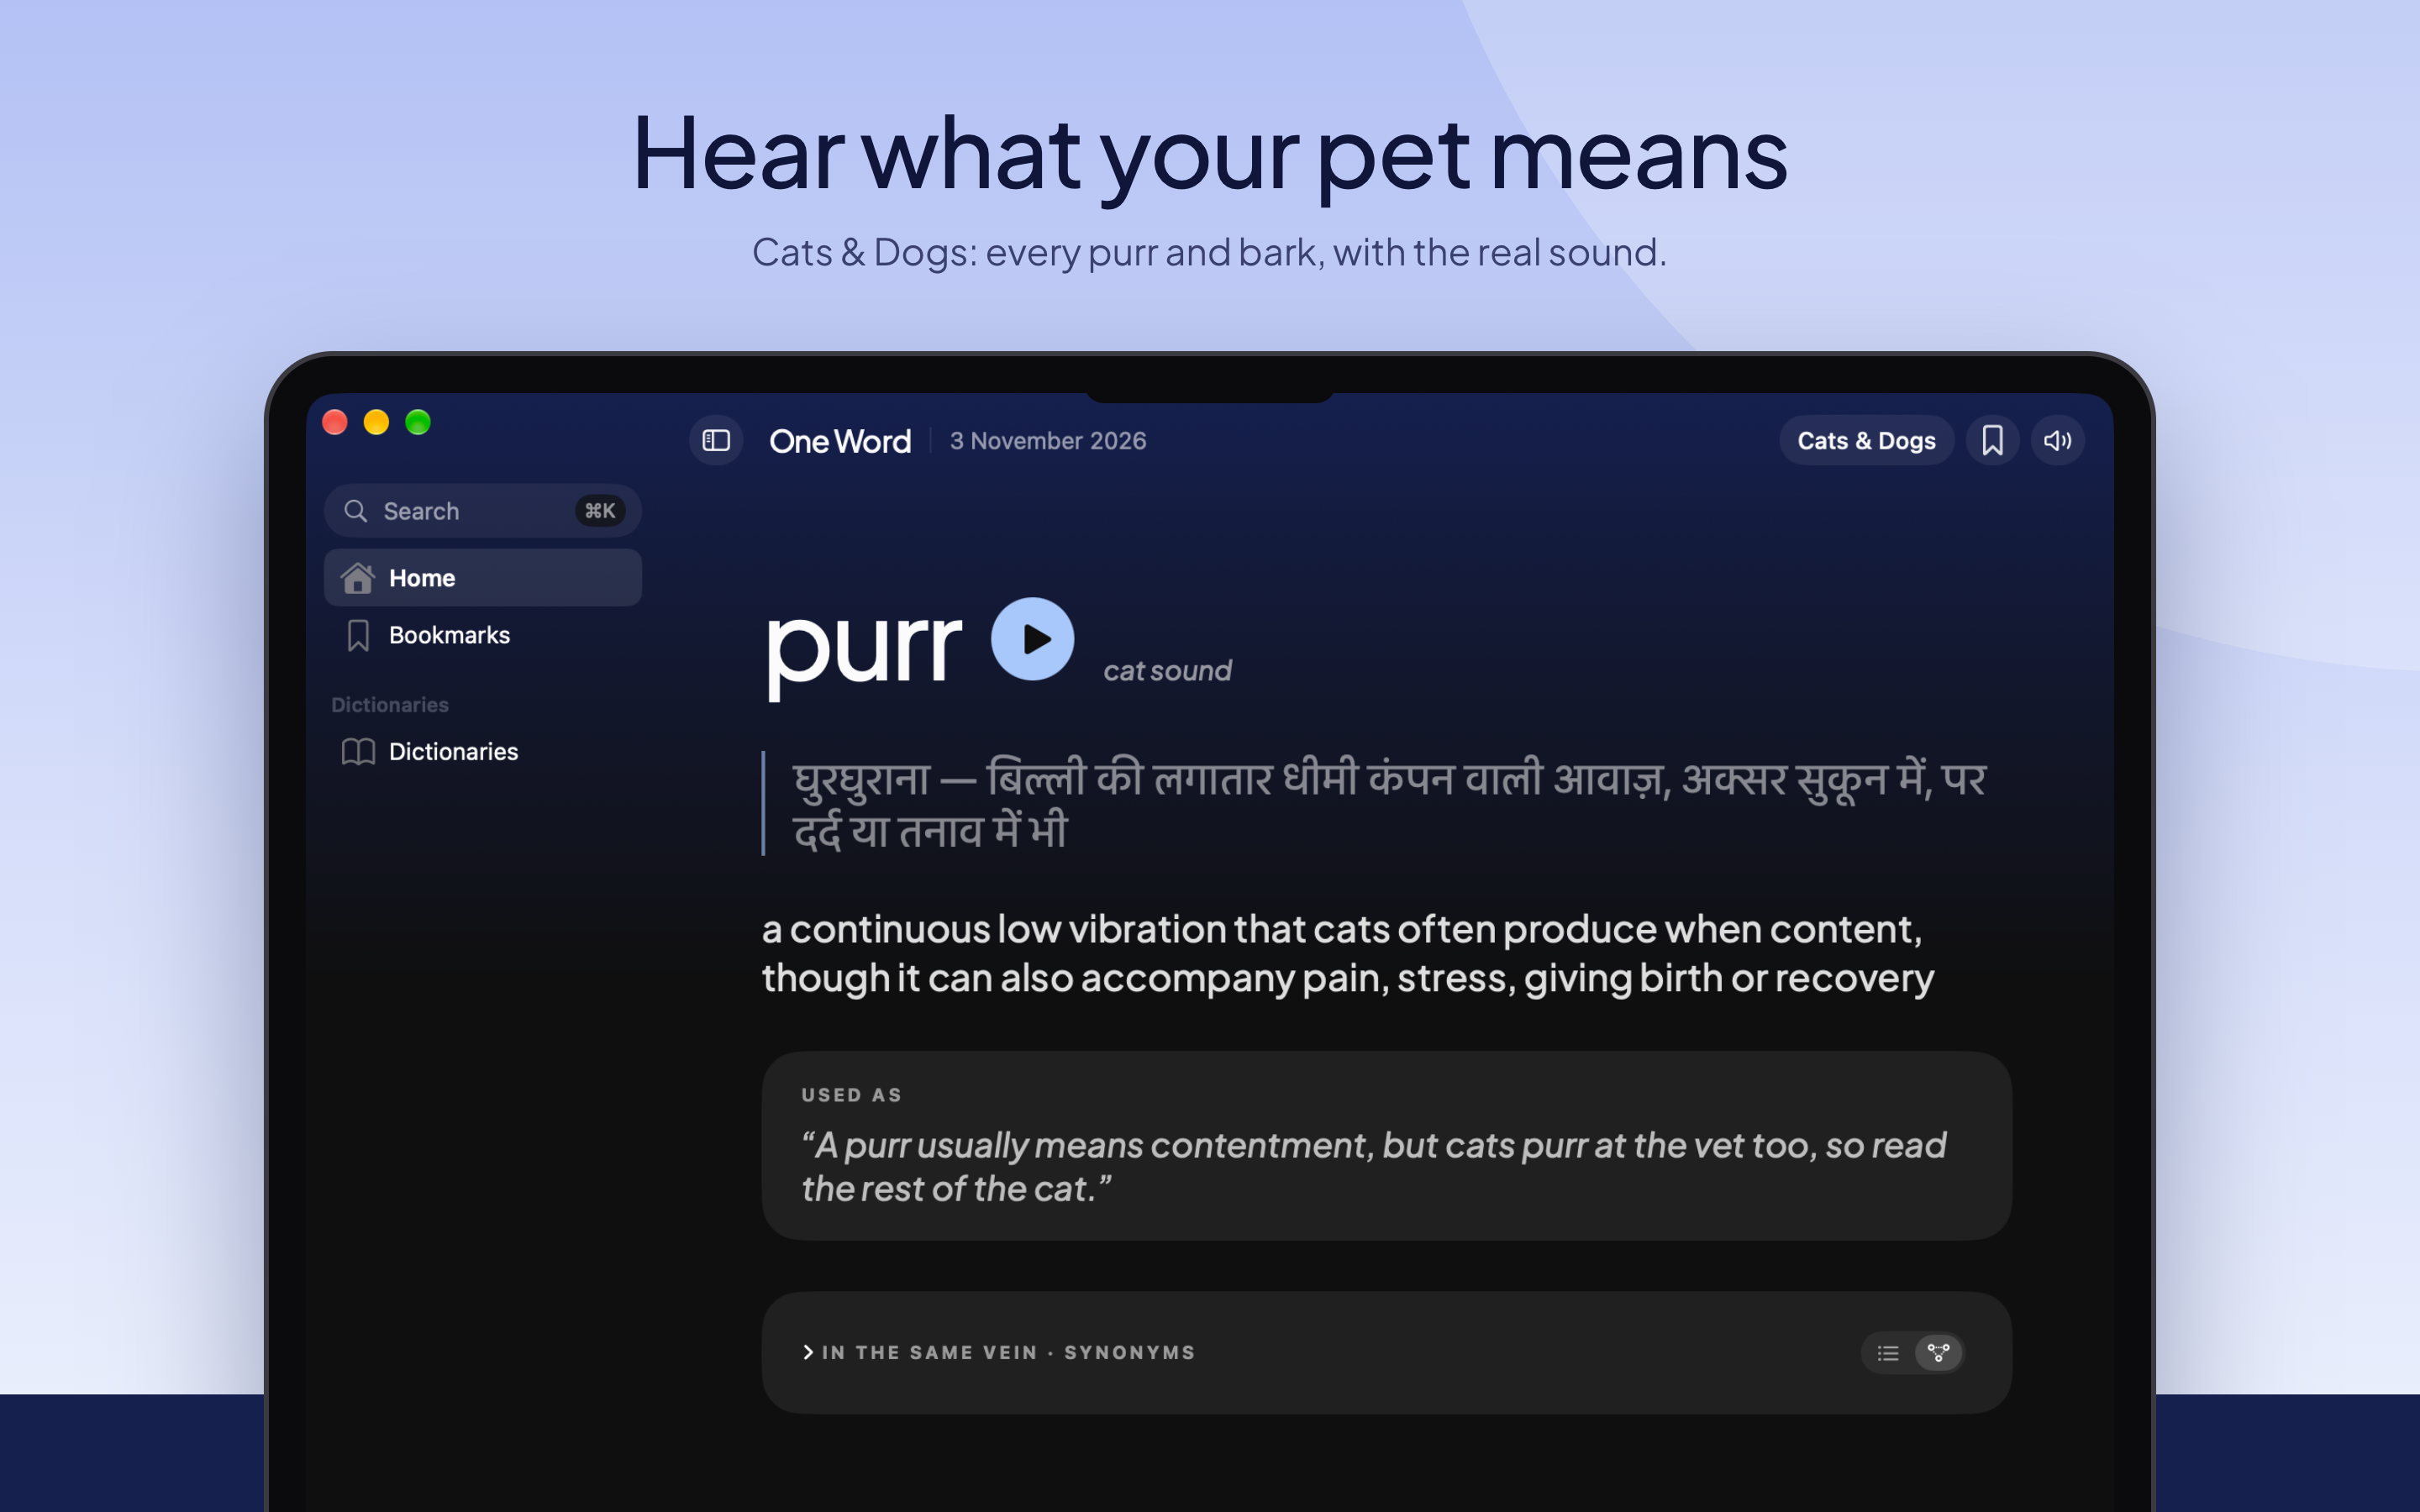 Hear what your pet means
Cats & Dogs: every purr and bark, with the real sound.
One Word
3 November 2026
Cats & Dogs
Search
⌘K
Home
Bookmarks
Dictionaries
Dictionaries
purr
cat sound
घुरघुराना — बिल्ली की लगातार धीमी कंपन वाली आवाज़, अक्सर सुकून में, पर
दर्द या तनाव में भी
a continuous low vibration that cats often produce when content,
though it can also accompany pain, stress, giving birth or recovery
USED AS
“A purr usually means contentment, but cats purr at the vet too, so read
the rest of the cat.”
IN THE SAME VEIN · SYNONYMS